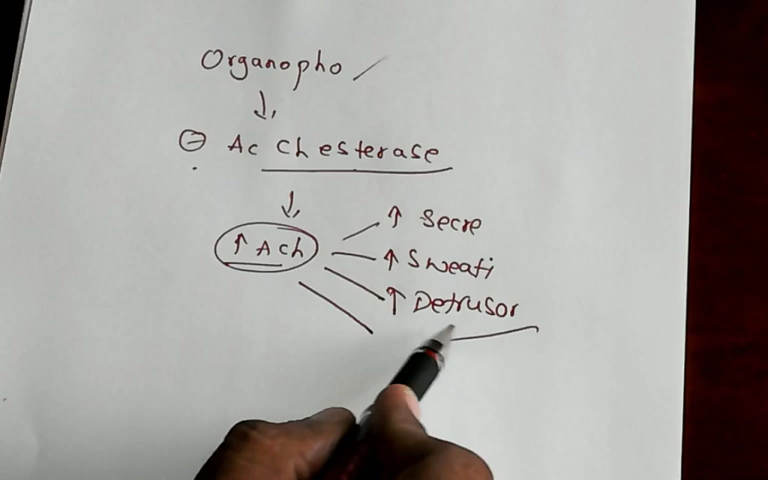 Organopho
↓
⊖ Ac chesterase
↓
↑ Ach
↑ Secre
↑ Sweati
↑ Detrusor